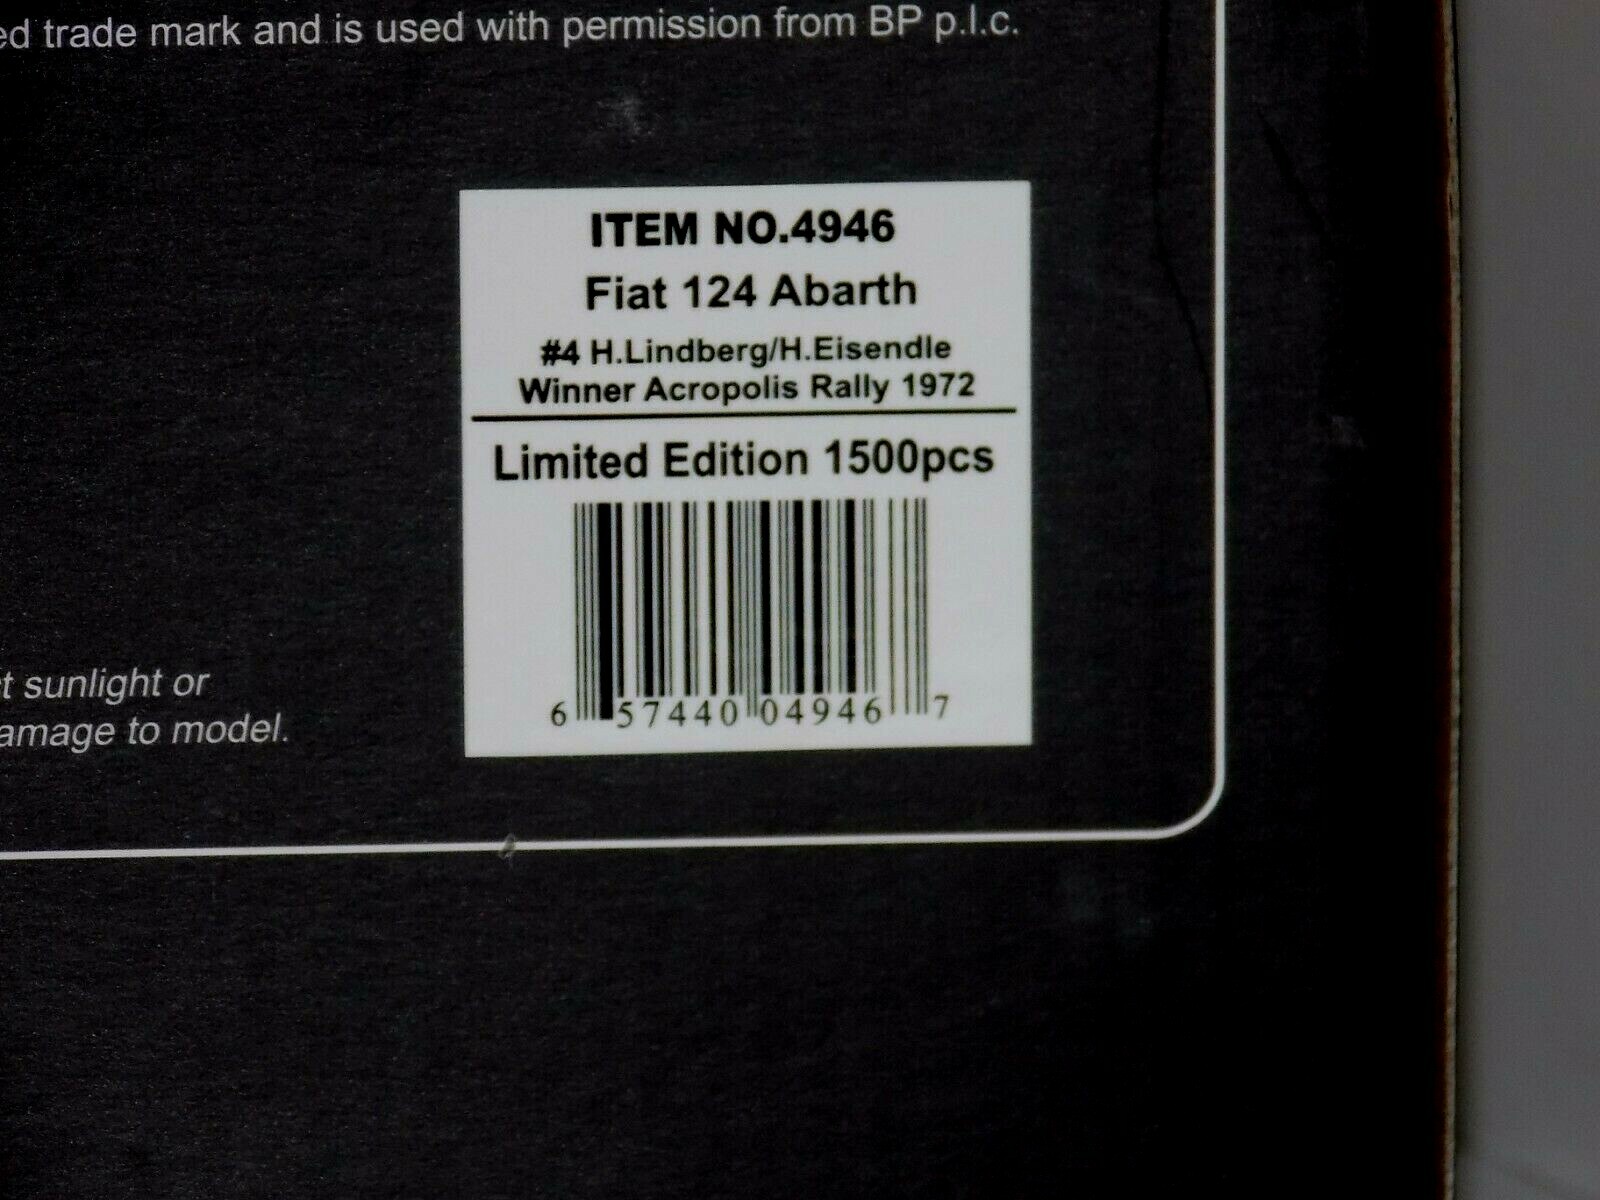 ed trade mark and is used with permission from BP p.l.c.
ITEM NO.4946
Fiat 124 Abarth
#4 H.Lindberg/H.Eisendle
Winner Acropolis Rally 1972
Limited Edition 1500pcs
6 57440 04946 7
t sunlight or
amage to model.